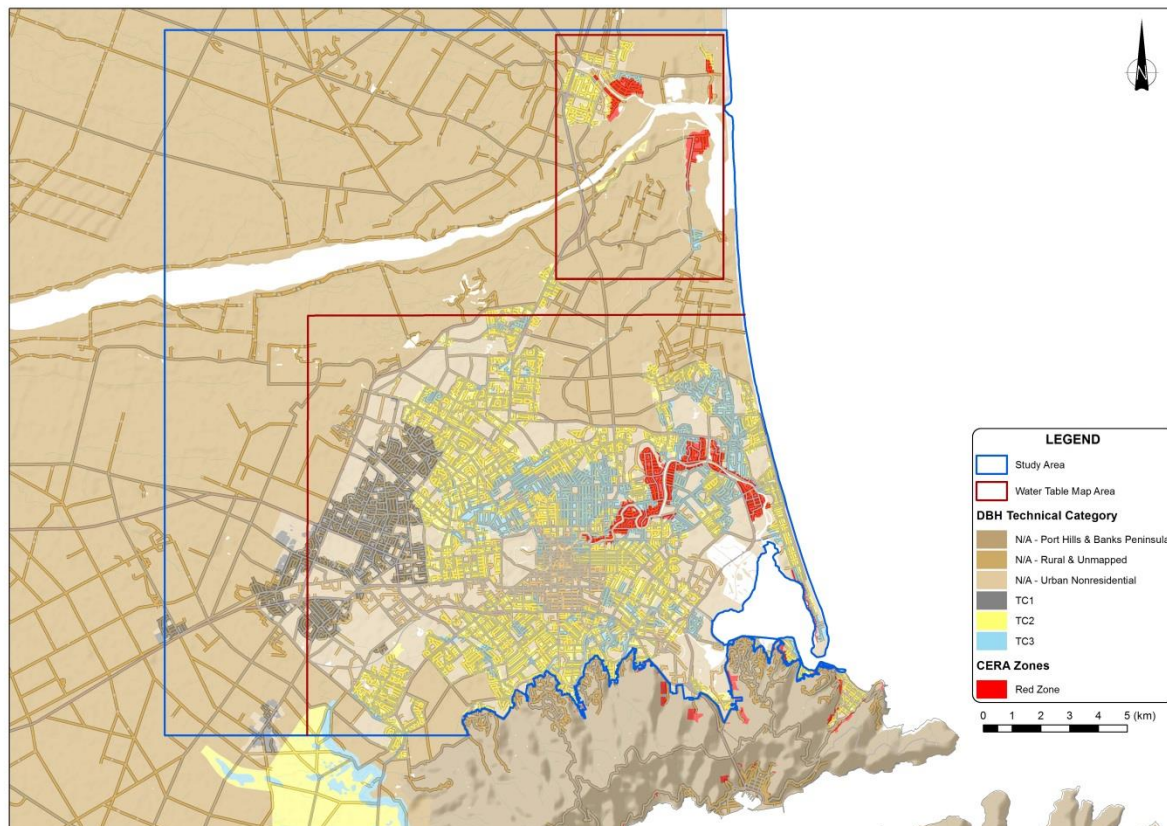 N
LEGEND
Study Area
Water Table Map Area
DBH Technical Category
N/A - Port Hills & Banks Peninsula
N/A - Rural & Unmapped
N/A - Urban Nonresidential
TC1
TC2
TC3
CERA Zones
Red Zone
0 1 2 3 4 5 (km)